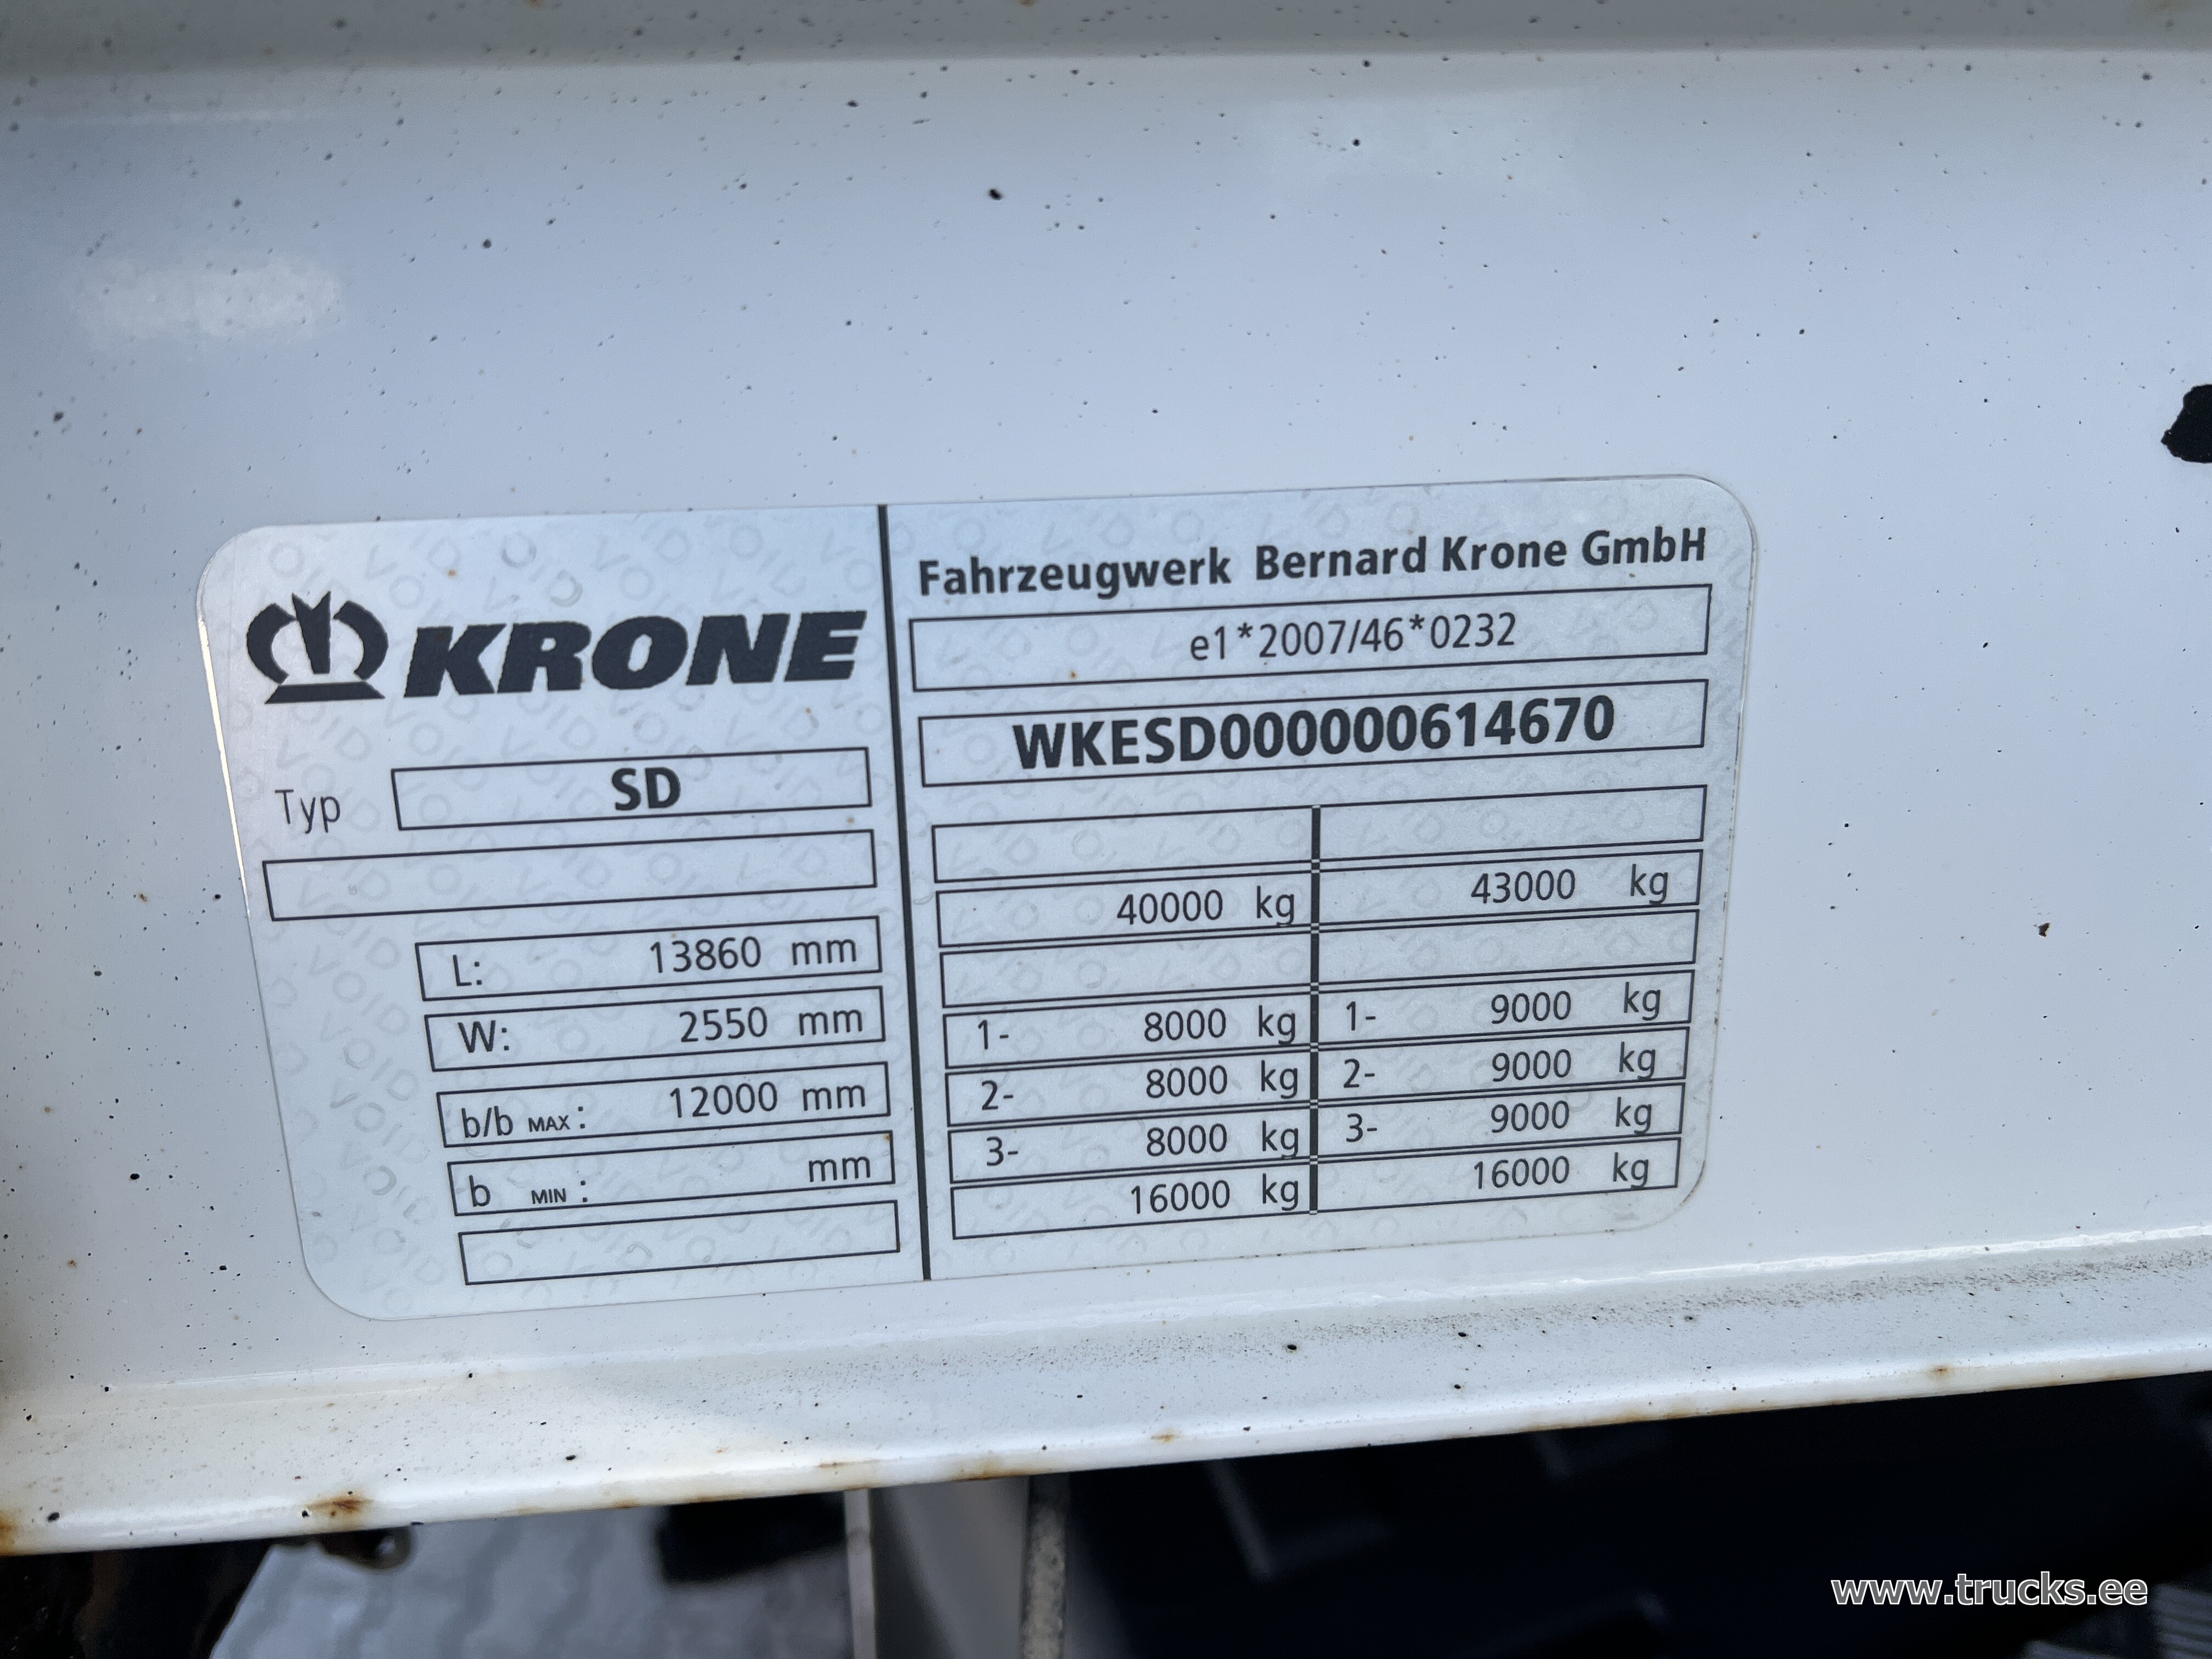 KRONE
Typ SD
L: 13860 mm
W: 2550 mm
b/b MAX: 12000 mm
b MIN: mm
Fahrzeugwerk Bernard Krone GmbH
e1*2007/46*0232
WKESD000000614670
40000 kg 43000 kg
1- 8000 kg 1- 9000 kg
2- 8000 kg 2- 9000 kg
3- 8000 kg 3- 9000 kg
16000 kg 16000 kg
www.trucks.ee